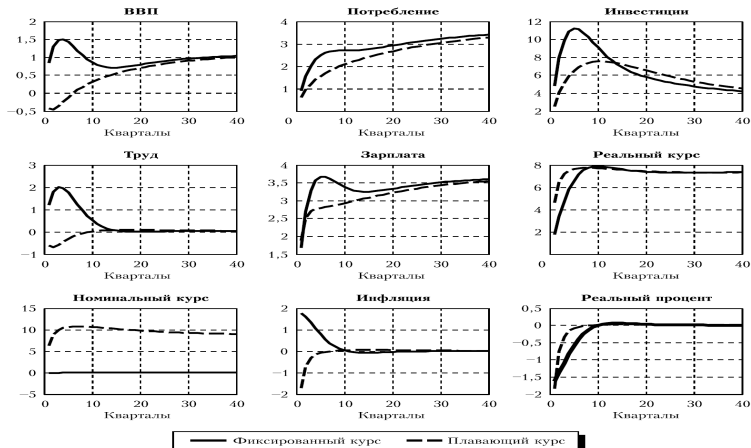 ВВП
2
1,5
1
0,5
0
−0,5
0 10 20 30 40
Кварталы
Потребление
4
3
2
1
0 10 20 30 40
Кварталы
Инвестиции
12
10
8
6
4
2
0 10 20 30 40
Кварталы
Труд
3
2
1
0
−1
0 10 20 30 40
Кварталы
Зарплата
4
3,5
3
2,5
2
1,5
0 10 20 30 40
Кварталы
Реальный курс
8
6
4
2
0 10 20 30 40
Кварталы
Номинальный курс
15
10
5
0
−5
0 10 20 30 40
Кварталы
Инфляция
2
1
0
−1
−2
0 10 20 30 40
Кварталы
Реальный процент
0,5
0
−0,5
−1
−1,5
−2
0 10 20 30 40
Кварталы
Фиксированный курс Плавающий курс